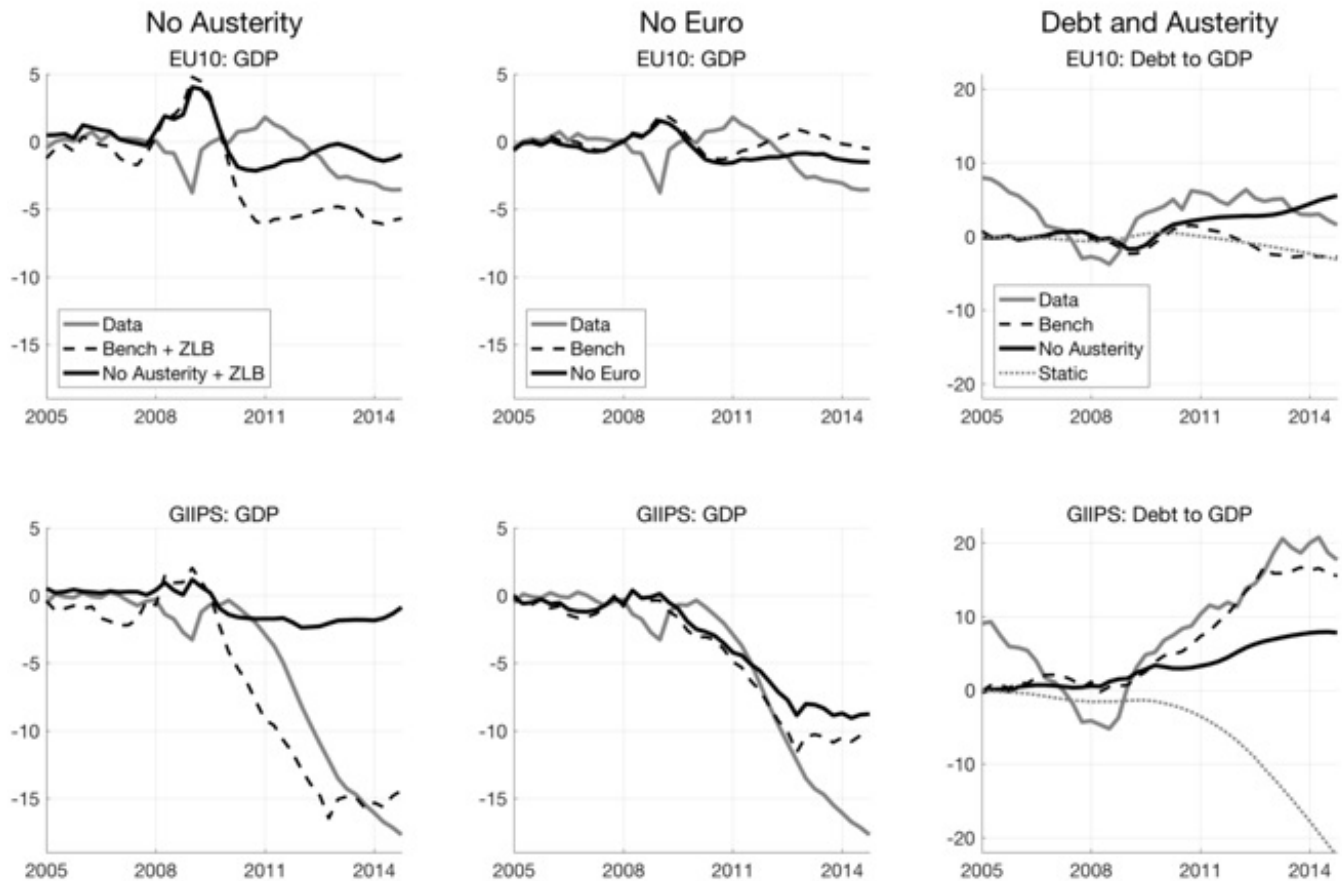 No Austerity
No Euro
Debt and Austerity
EU10: GDP
EU10: GDP
EU10: Debt to GDP
5
0
-5
-10
-15
Data
Bench + ZLB
No Austerity + ZLB
2005 2008 2011 2014
5
0
-5
-10
-15
Data
Bench
No Euro
2005 2008 2011 2014
20
10
0
-10
-20
Data
Bench
No Austerity
Static
2005 2008 2011 2014
GIIPS: GDP
GIIPS: GDP
GIIPS: Debt to GDP
5
0
-5
-10
-15
2005 2008 2011 2014
5
0
-5
-10
-15
2005 2008 2011 2014
20
10
0
-10
-20
2005 2008 2011 2014